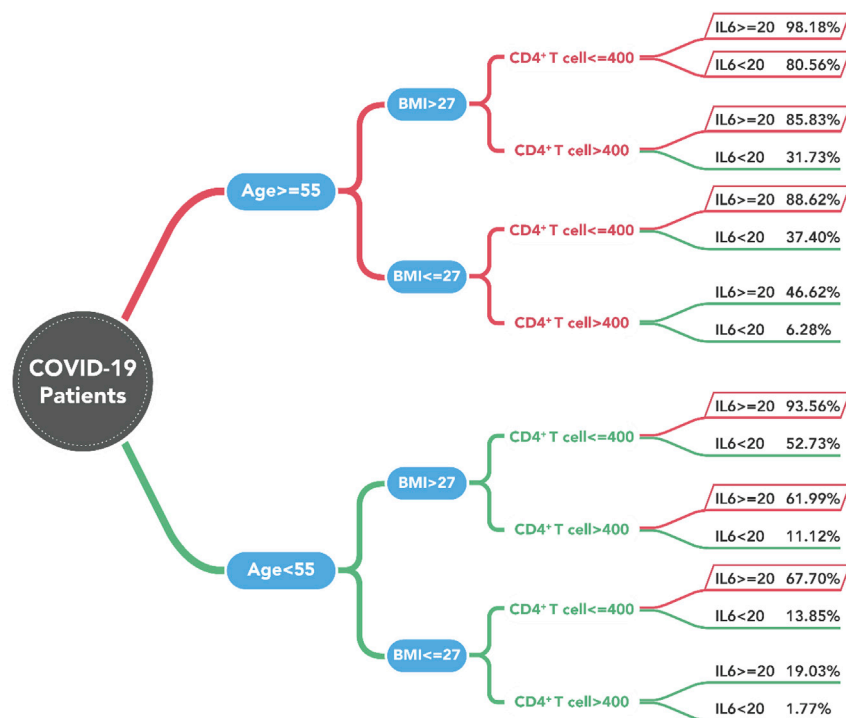 COVID-19
Patients
Age>=55
BMI>27
CD4⁺ T cell<=400
IL6>=20 98.18%
IL6<20 80.56%
CD4⁺ T cell>400
IL6>=20 85.83%
IL6<20 31.73%
BMI<=27
CD4⁺ T cell<=400
IL6>=20 88.62%
IL6<20 37.40%
CD4⁺ T cell>400
IL6>=20 46.62%
IL6<20 6.28%
Age<55
BMI>27
CD4⁺ T cell<=400
IL6>=20 93.56%
IL6<20 52.73%
CD4⁺ T cell>400
IL6>=20 61.99%
IL6<20 11.12%
BMI<=27
CD4⁺ T cell<=400
IL6>=20 67.70%
IL6<20 13.85%
CD4⁺ T cell>400
IL6>=20 19.03%
IL6<20 1.77%